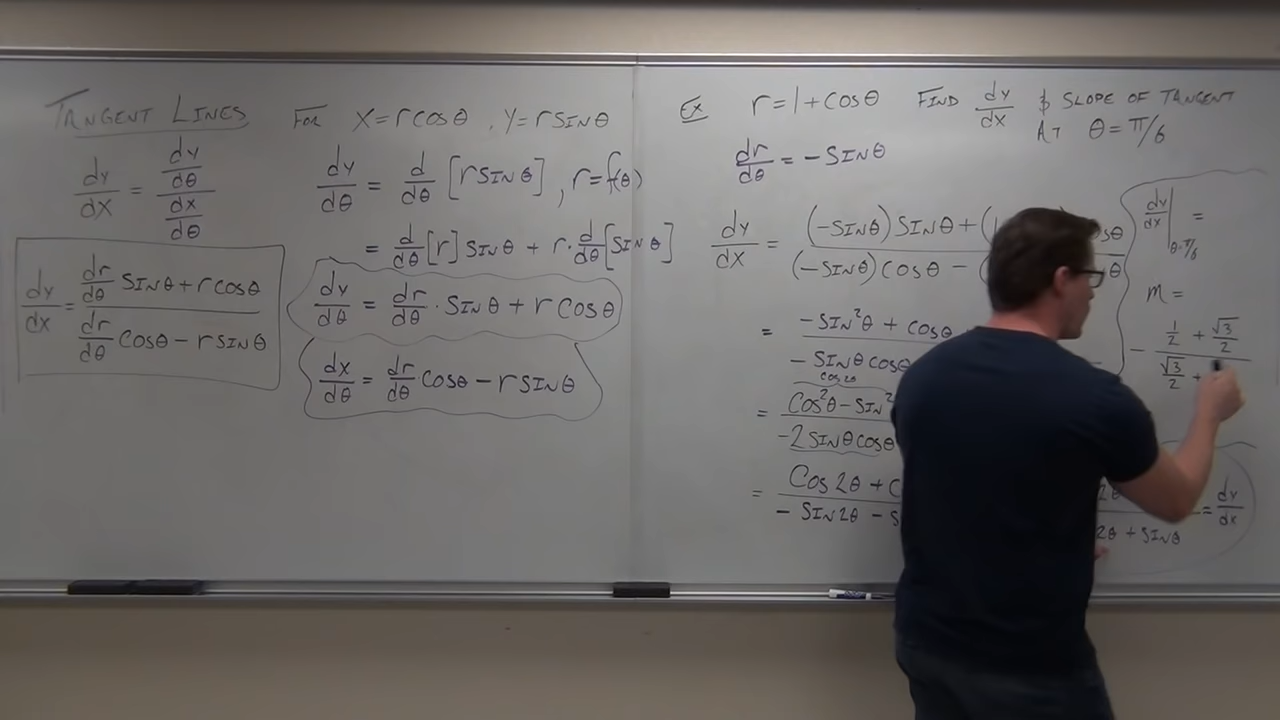 TANGENT LINES
dy/dx = (dy/dθ)/(dx/dθ)
dy/dx = (dr/dθ SINθ + r cosθ)/(dr/dθ cosθ − r SINθ)
FOR x = r cosθ , y = r SINθ
dy/dθ = d/dθ [r SINθ] , r = f(θ)
= d/dθ [r] SINθ + r · d/dθ [SINθ]
dy/dθ = dr/dθ · SINθ + r cosθ
dx/dθ = dr/dθ cosθ − r SINθ
Ex r = 1 + cosθ FIND dy/dx & SLOPE OF TANGENT
AT θ = π/6
dr/dθ = −SINθ
dy/dx = ((−SINθ) SINθ + (1 osθ)/((−SINθ) cosθ − ( θ)
= (−SIN²θ + cosθ)/(−SINθ cosθ)
cos2θ
= (cos²θ − SIN²)/(−2 SINθ cosθ)
= (cos2θ + c)/(−SIN2θ − s)
2θ / 2θ + SINθ = dy/dx
dy/dx |θ=π/6 =
m =
− (1/2 + √3/2)/(√3/2 +